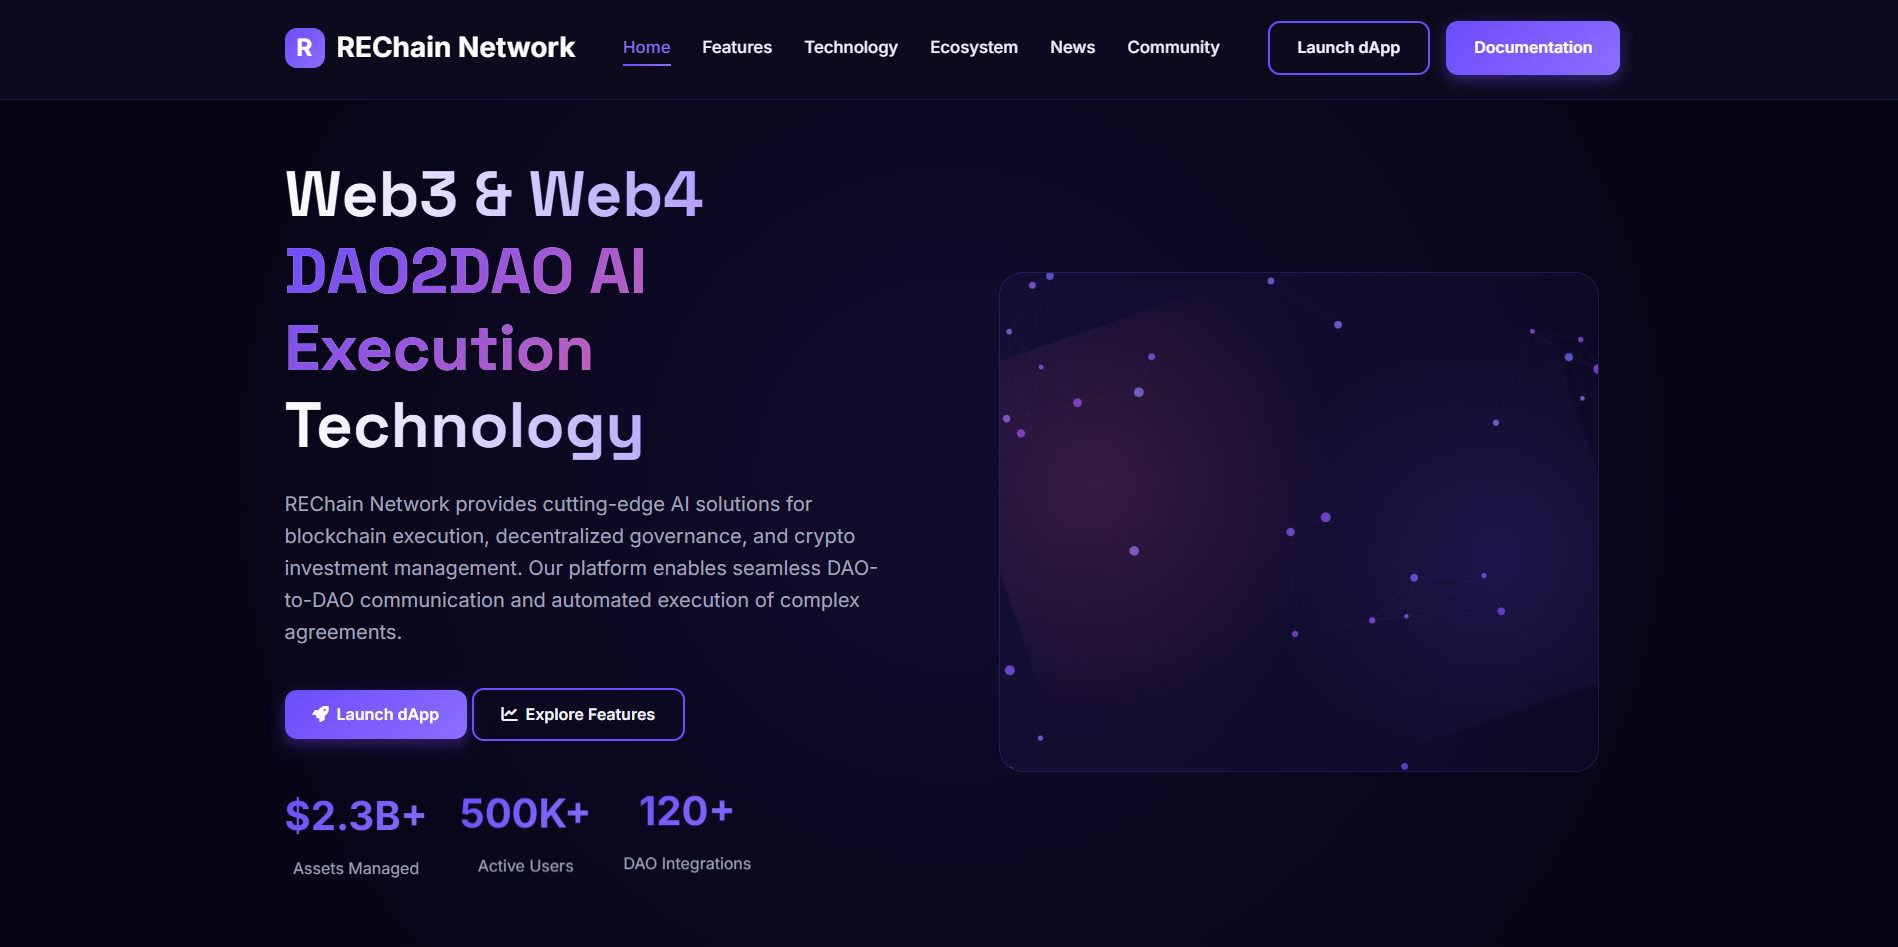 R REChain Network Home Features Technology Ecosystem News Community Launch dApp Documentation
Web3 & Web4
DAO2DAO AI
Execution
Technology
REChain Network provides cutting-edge AI solutions for
blockchain execution, decentralized governance, and crypto
investment management. Our platform enables seamless DAO-
to-DAO communication and automated execution of complex
agreements.
Launch dApp Explore Features
$2.3B+ 500K+ 120+
Assets Managed Active Users DAO Integrations